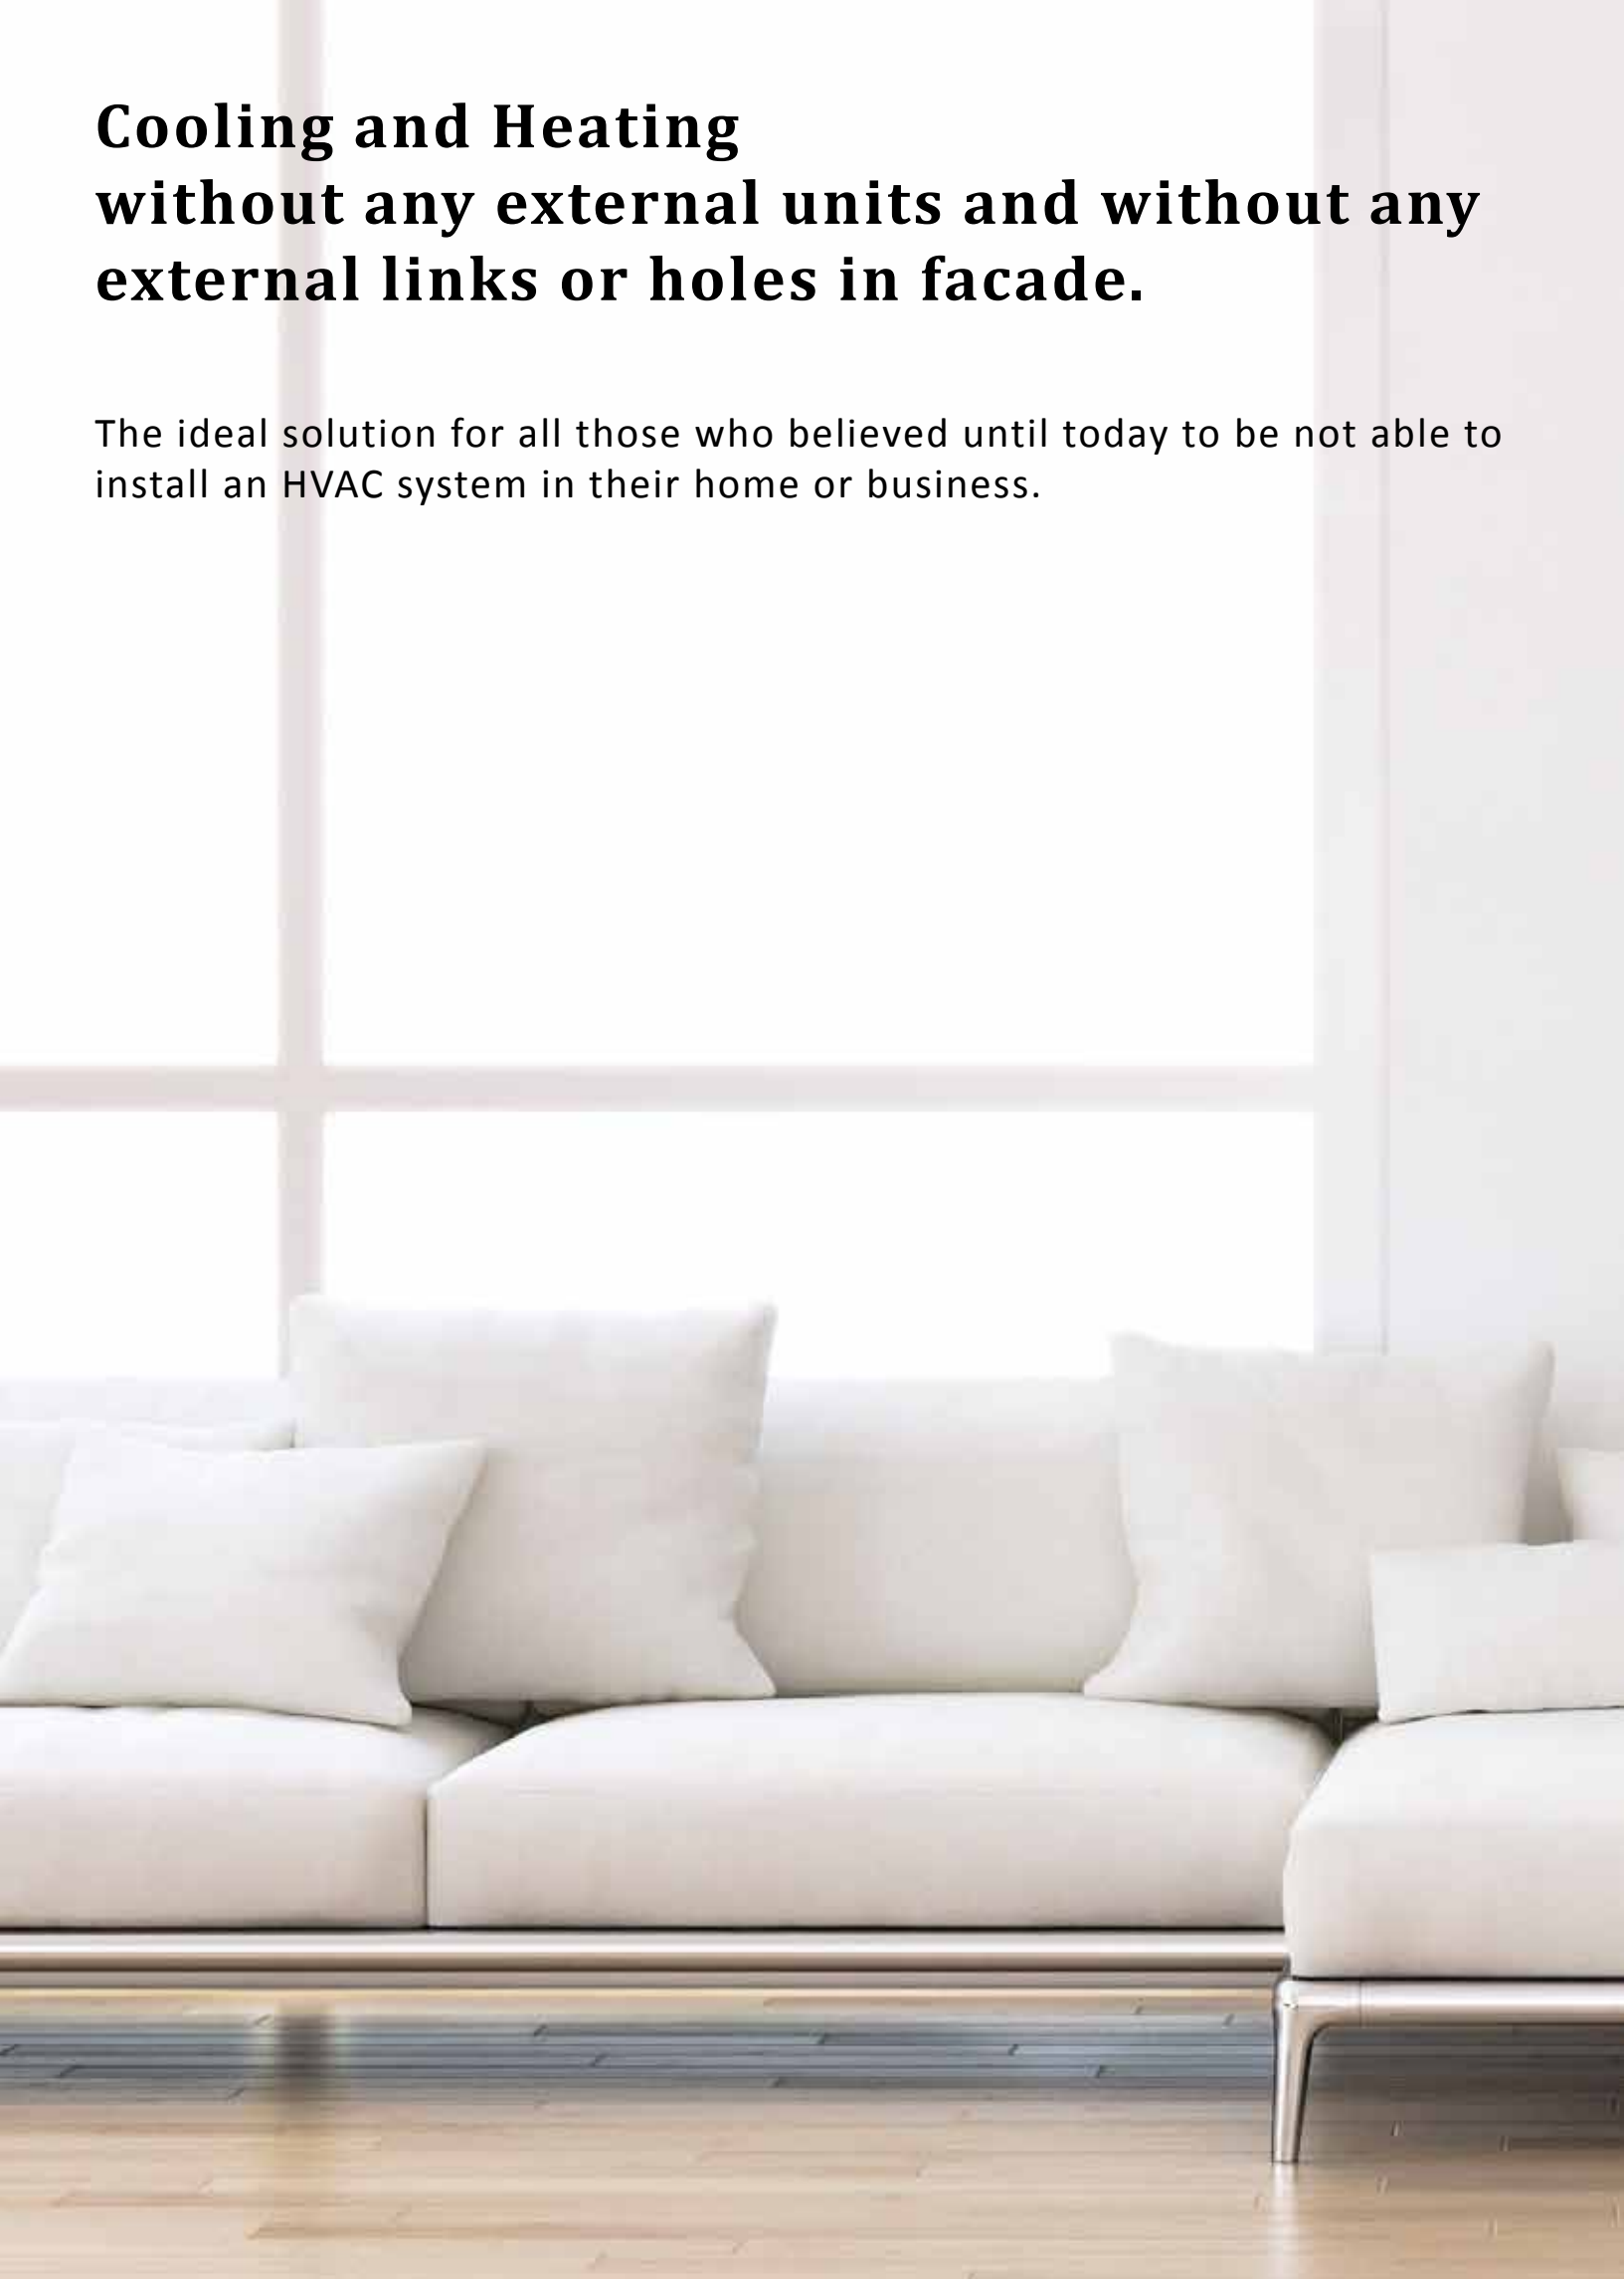 Cooling and Heating
without any external units and without any
external links or holes in facade.
The ideal solution for all those who believed until today to be not able to
install an HVAC system in their home or business.